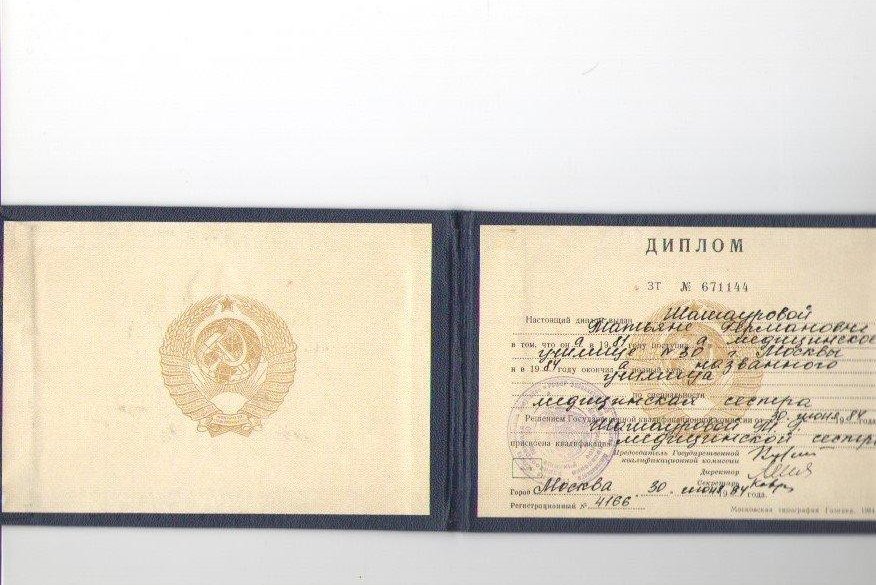 ДИПЛОМ
ЗТ № 671144
Настоящий диплом выдан Шашауровой
Татьяне Германовне
в том, что он а в 1981 году поступил а в медицинское
училище № 30 г. Москвы
и в 1984 году окончил а полный курс названного
училища
по специальности
медицинская сестра
Решением Государственной квалификационной комиссии от 30 июня 1984 года
Шашауровой Т. Г.
присвоена квалификация медицинской сестры
Председатель Государственной
квалификационной комиссии
Директор
Секретарь
Город Москва 30 июня 1984 года.
Регистрационный № 4166
Московская типография Гознака. 1984